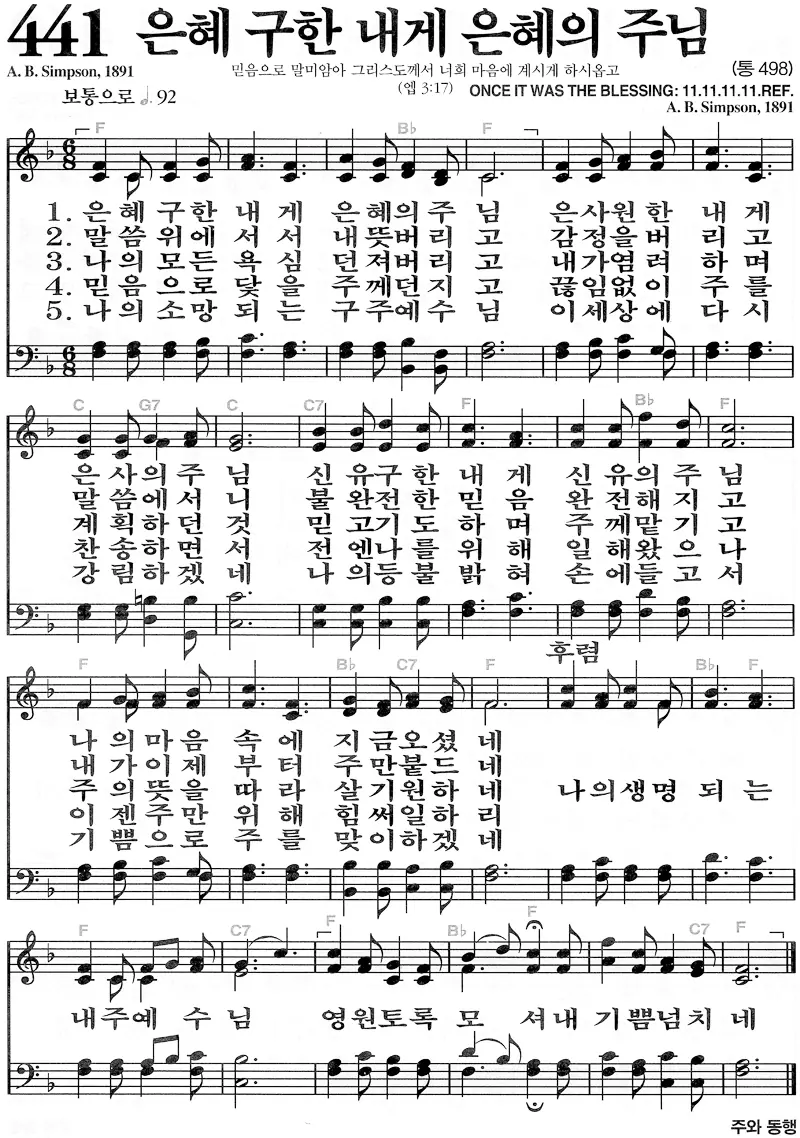 441 은혜 구한 내게 은혜의 주님
A. B. Simpson, 1891 믿음으로 말미암아 그리스도께서 너희 마음에 계시게 하시옵고 (통 498)
보통으로 ♩. 92 (엡 3:17) ONCE IT WAS THE BLESSING: 11.11.11.11.REF.
A. B. Simpson, 1891
F B♭ F
6 8
1. 은혜 구한 내게 은혜의 주님 은사원한 내게
2. 말씀 위에 서서 내뜻버리고 감정을버리고
3. 나의 모든 욕심 던져버리고 내가염려하며
4. 믿음으로 닻을 주께던지고 끊임없이 주를
5. 나의 소망 되는 구주예수님 이세상에 다시
6 8
C G7 C C7 F B♭ F
은사의주님 신유구한 내게 신유의 주님
말씀에서니 불완전한 믿음 완전해지고
계획하던것 믿고기도하며 주께맡기고
찬송하면서 전엔나를위해 일해왔으나
강림하겠네 나의등불밝혀 손에들고서
후렴
F B♭ C7 F B♭ F
나의마음 속에 지금오셨네
내가이제 부터 주만붙드네
주의뜻을 따라 살기원하네 나의생명 되는
이젠주만 위해 힘써일하리
기쁨으로 주를 맞이하겠네
F C7 F B♭ F C7 F
내주예수님 영원토록 모셔내 기쁨넘치네
주와 동행